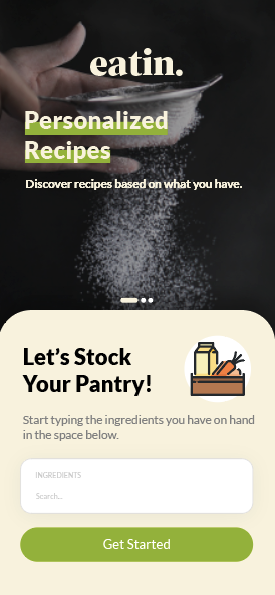 eatin.
Personalized
Recipes
Discover recipes based on what you have.
Let's Stock
Your Pantry!
Start typing the ingredients you have on hand
in the space below.
INGREDIENTS
Search...
Get Started